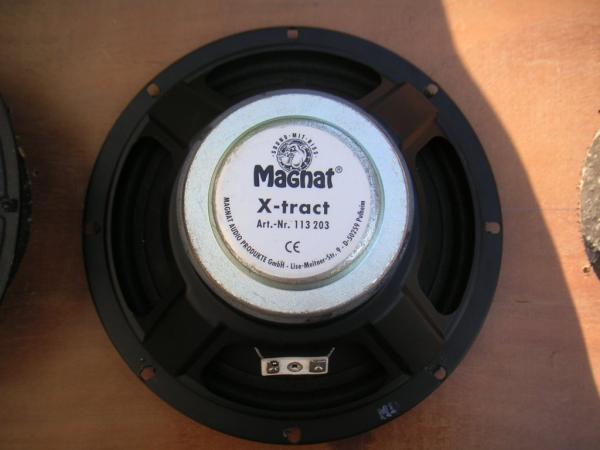 SOUND·MIT·BISS
Magnat®
X-tract
Art.-Nr. 113 203
CE
MAGNAT AUDIO PRODUKTE GmbH - Lise-Meitner-Str. 9 - D-50259 Pulheim